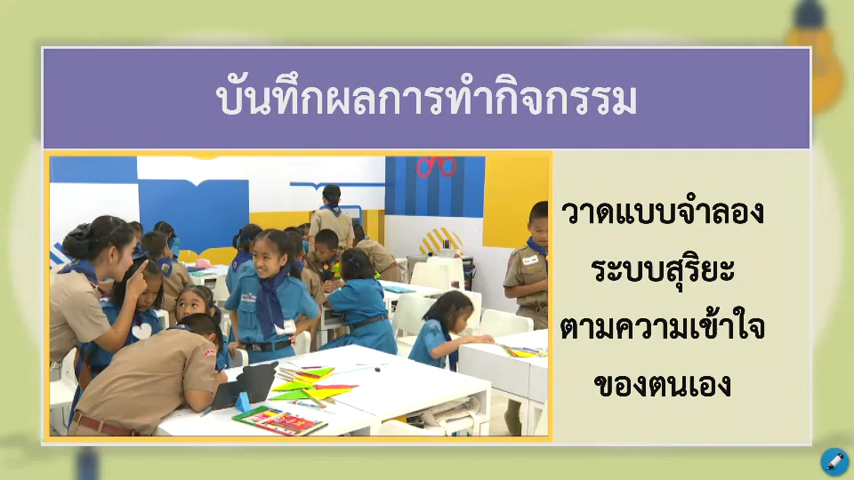 บันทึกผลการทำกิจกรรม
วาดแบบจำลอง
ระบบสุริยะ
ตามความเข้าใจ
ของตนเอง